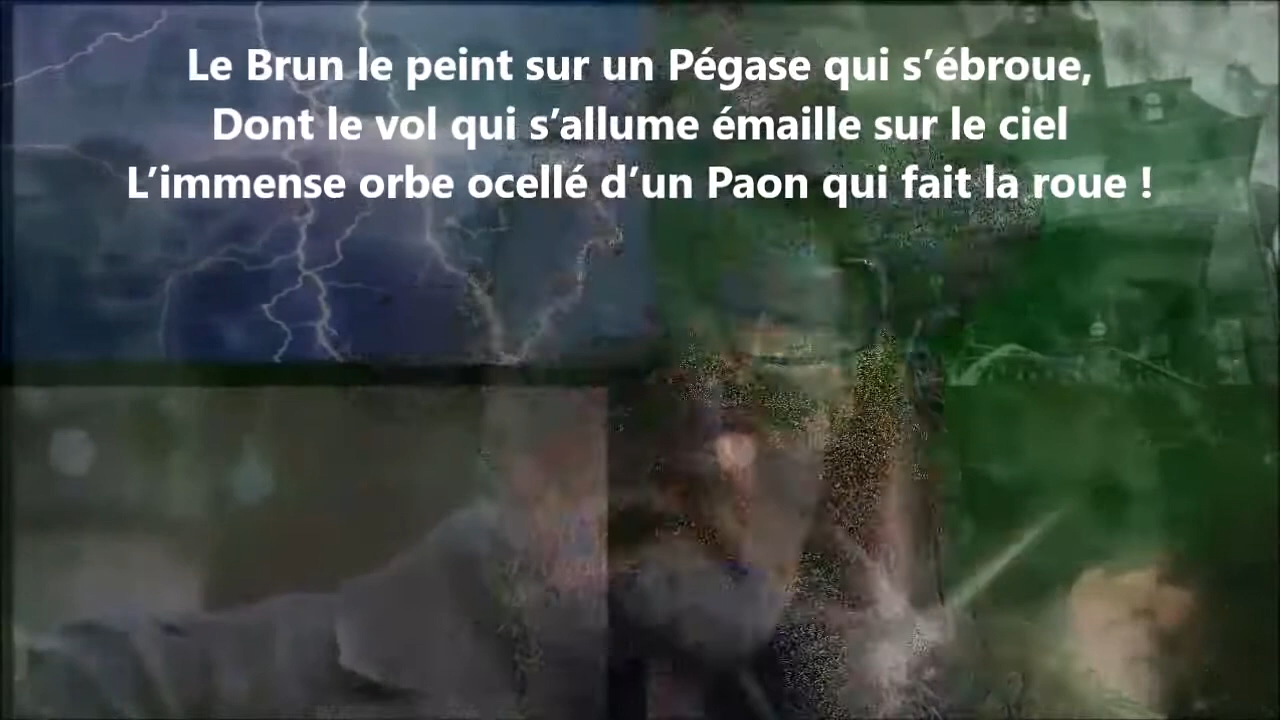 Le Brun le peint sur un Pégase qui s’ébroue,
Dont le vol qui s’allume émaille sur le ciel
L’immense orbe ocellé d’un Paon qui fait la roue !